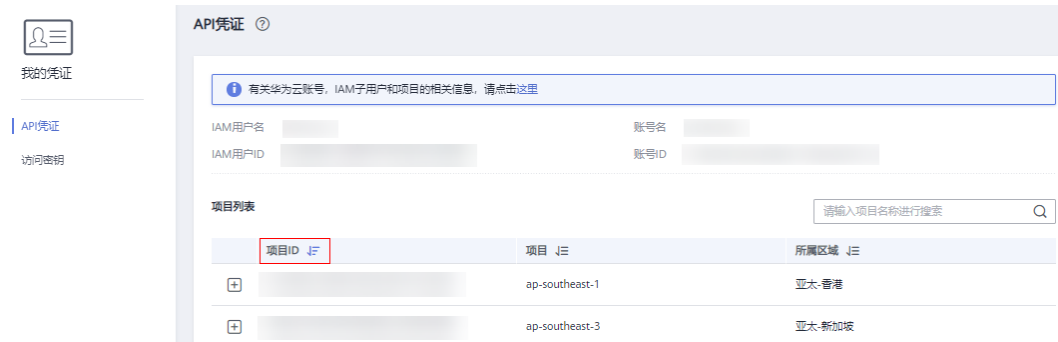 我的凭证
API凭证
访问密钥
API凭证
有关华为云账号，IAM子用户和项目的相关信息，请点击这里
IAM用户名 账号名
IAM用户ID 账号ID
项目列表
请输入项目名称进行搜索
项目ID 项目 所属区域
ap-southeast-1 亚太-香港
ap-southeast-3 亚太-新加坡